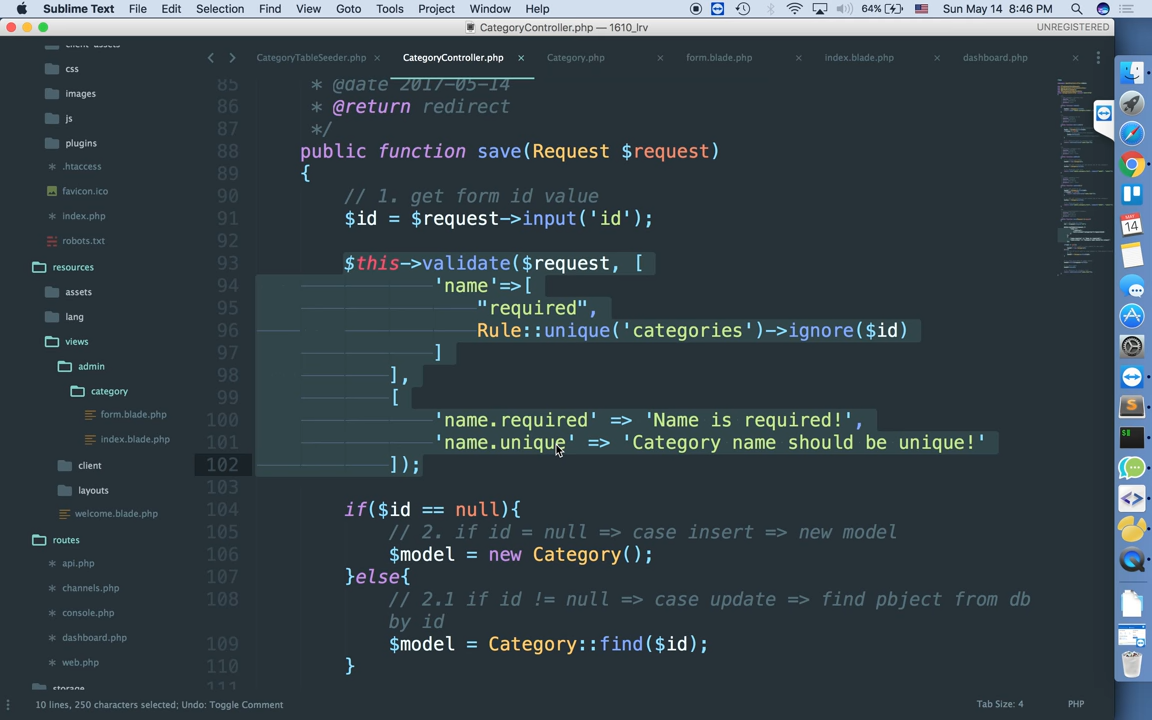 Sublime Text File Edit Selection Find View Goto Tools Project Window Help 64% Sun May 14 8:46 PM
CategoryController.php — 1610_lrv UNREGISTERED
CategoryTableSeeder.php × CategoryController.php × Category.php × form.blade.php × index.blade.php × dashboard.php ×
client_assets
css
images
js
plugins
.htaccess
favicon.ico
index.php
robots.txt
resources
assets
lang
views
admin
category
form.blade.php
index.blade.php
client
layouts
welcome.blade.php
routes
api.php
channels.php
console.php
dashboard.php
web.php
storage
85 * @date 2017-05-14
86 * @return redirect
87 */
88 public function save(Request $request)
89 {
90 // 1. get form id value
91 $id = $request->input('id');
92
93 $this->validate($request, [
94 'name'=>[
95 "required",
96 Rule::unique('categories')->ignore($id)
97 ]
98 ],
99 [
100 'name.required' => 'Name is required!',
101 'name.unique' => 'Category name should be unique!'
102 ]);
103
104 if($id == null){
105 // 2. if id = null => case insert => new model
106 $model = new Category();
107 }else{
108 // 2.1 if id != null => case update => find pbject from db
by id
109 $model = Category::find($id);
110 }
111
MAY
14
10 lines, 250 characters selected; Undo: Toggle Comment Tab Size: 4 PHP